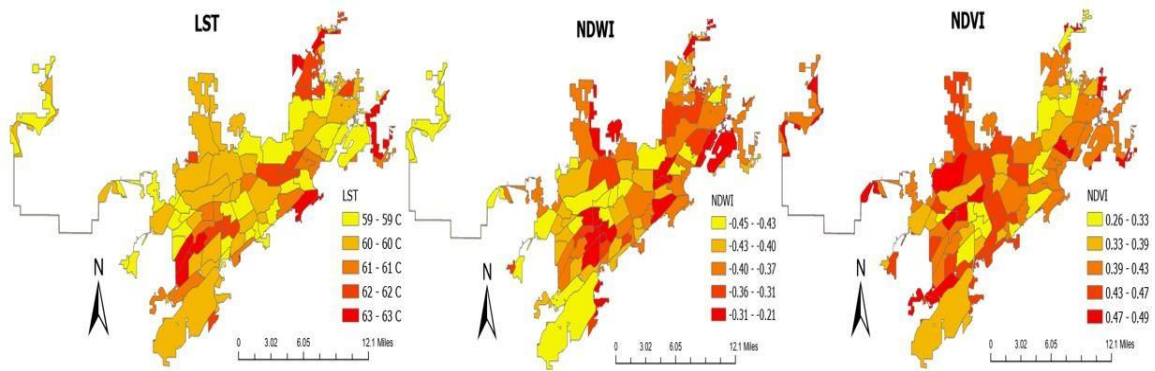 LST
N
LST
59 - 59 C
60 - 60 C
61 - 61 C
62 - 62 C
63 - 63 C
0 3.02 6.05 12.1 Miles
NDWI
N
NDWI
-0.45 - -0.43
-0.43 - -0.40
-0.40 - -0.37
-0.36 - -0.31
-0.31 - -0.21
0 3.02 6.05 12.1 Miles
NDVI
N
NDVI
0.26 - 0.33
0.33 - 0.39
0.39 - 0.43
0.43 - 0.47
0.47 - 0.49
0 3.02 6.05 12.1 Miles